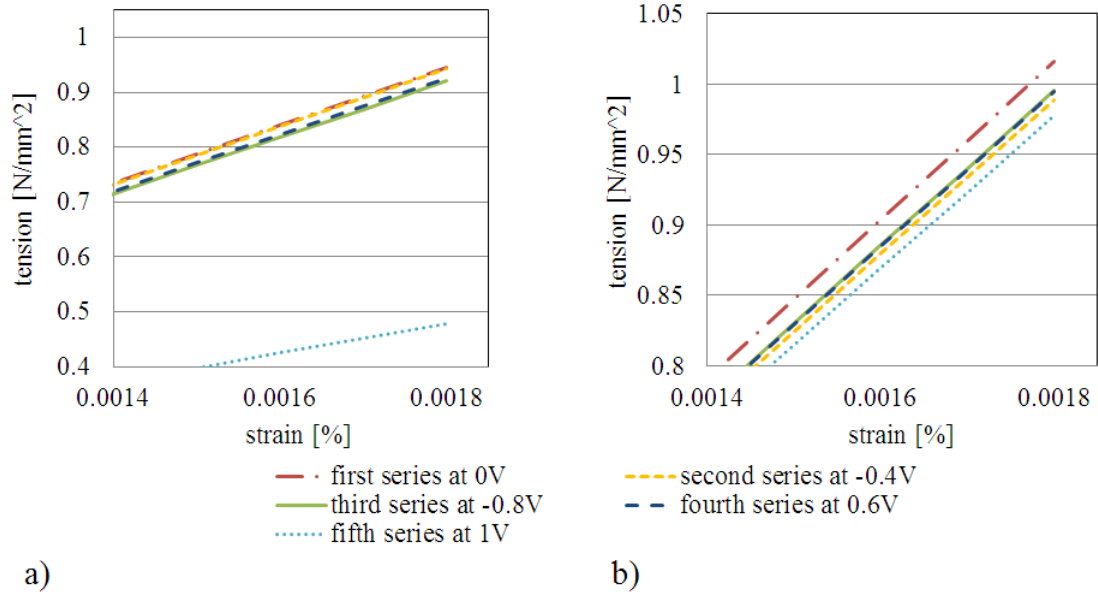 1
0.9
0.8
0.7
0.6
0.5
0.4
tension [N/mm^2]
0.0014
0.0016
0.0018
strain [%]
1.05
1
0.95
0.9
0.85
0.8
tension [N/mm^2]
0.0014
0.0016
0.0018
strain [%]
first series at 0V
second series at -0.4V
third series at -0.8V
fourth series at 0.6V
fifth series at 1V
a)
b)